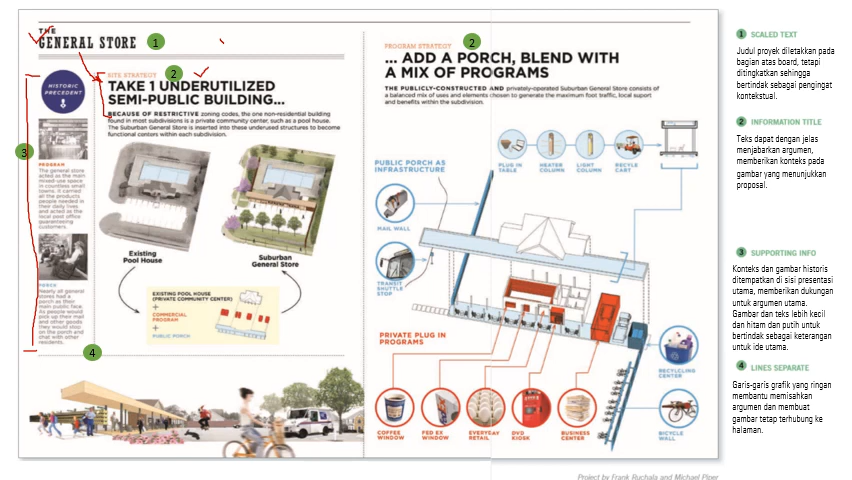 THE
GENERAL STORE
1
HISTORIC
PRECEDENT
3
PROGRAM
The general
store acted as the main
mixed-use space
in countless small
towns. It carried
all the products
people needed in
their daily lives
and acted as the
local post office
guaranteeing
customers.
PORCH
Nearly all general
stores had a
porch as their
main public face.
As people would
pick up their mail
and other goods
they would stop
on the porch and
chat with other
residents.
4
SITE STRATEGY
2
TAKE 1 UNDERUTILIZED
SEMI-PUBLIC BUILDING...
BECAUSE OF RESTRICTIVE zoning codes, the one non-residential building
found in most subdivisions is a private community center, such as a pool house.
The Suburban General Store is inserted into these underused structures to become
functional centers within each subdivision.
Existing
Pool House
Suburban
General Store
EXISTING POOL HOUSE
(PRIVATE COMMUNITY CENTER)
+
COMMERCIAL
PROGRAM
+
PUBLIC PORCH
PROGRAM STRATEGY
2
... ADD A PORCH, BLEND WITH
A MIX OF PROGRAMS
THE PUBLICLY-CONSTRUCTED AND privately-operated Suburban General Store consists of
a balanced mix of uses and elements chosen to generate the maximum foot traffic, local suport
and benefits within the subdivision.
PUBLIC PORCH AS
INFRASTRUCTURE
PLUG IN
TABLE
HEATER
COLUMN
LIGHT
COLUMN
RECYLE
CART
MAIL WALL
TRANSIT
SHUTTLE
STOP
PRIVATE PLUG IN
PROGRAMS
COFFEE
WINDOW
FED EX
WINDOW
EVERYDAY
RETAIL
DVD
KIOSK
BUSINESS
CENTER
RECYCLING
CENTER
BICYCLE
WALL
Project by Frank Ruchala and Michael Piper
1 SCALED TEXT
Judul proyek diletakkan pada
bagian atas board, tetapi
ditingkatkan sehingga
bertindak sebagai pengingat
kontekstual.
2 INFORMATION TITLE
Teks dapat dengan jelas
menjabarkan argumen,
memberikan konteks pada
gambar yang menunjukkan
proposal.
3 SUPPORTING INFO
Konteks dan gambar historis
ditempatkan di sisi presentasi
utama, memberikan dukungan
untuk argumen utama.
Gambar dan teks lebih kecil
dan hitam dan putih untuk
bertindak sebagai keterangan
untuk ide utama.
4 LINES SEPARATE
Garis-garis grafik yang ringan
membantu memisahkan
argumen dan membuat
gambar tetap terhubung ke
halaman.